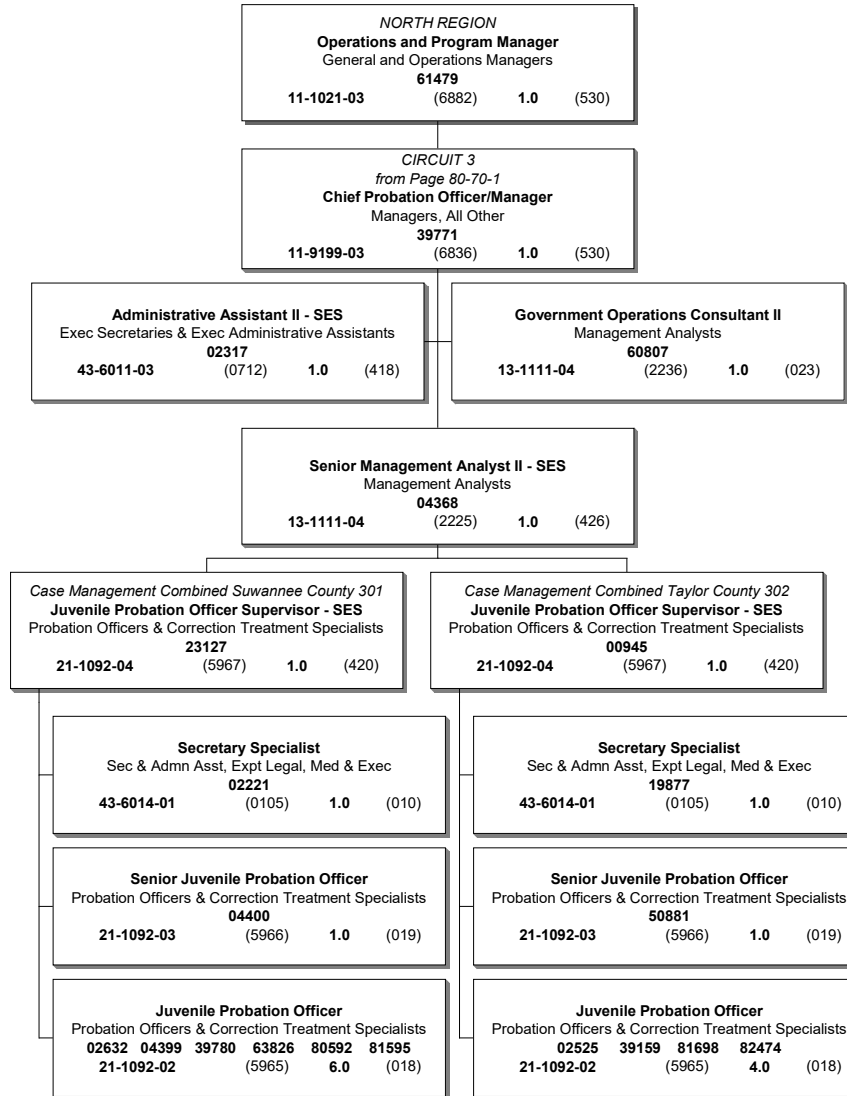 NORTH REGION
Operations and Program Manager
General and Operations Managers
61479
11-1021-03 (6882) 1.0 (530)
CIRCUIT 3
from Page 80-70-1
Chief Probation Officer/Manager
Managers, All Other
39771
11-9199-03 (6836) 1.0 (530)
Administrative Assistant II - SES
Exec Secretaries & Exec Administrative Assistants
02317
43-6011-03 (0712) 1.0 (418)
Government Operations Consultant II
Management Analysts
60807
13-1111-04 (2236) 1.0 (023)
Senior Management Analyst II - SES
Management Analysts
04368
13-1111-04 (2225) 1.0 (426)
Case Management Combined Suwannee County 301
Juvenile Probation Officer Supervisor - SES
Probation Officers & Correction Treatment Specialists
23127
21-1092-04 (5967) 1.0 (420)
Secretary Specialist
Sec & Admn Asst, Expt Legal, Med & Exec
02221
43-6014-01 (0105) 1.0 (010)
Senior Juvenile Probation Officer
Probation Officers & Correction Treatment Specialists
04400
21-1092-03 (5966) 1.0 (019)
Juvenile Probation Officer
Probation Officers & Correction Treatment Specialists
02632 04399 39780 63826 80592 81595
21-1092-02 (5965) 6.0 (018)
Case Management Combined Taylor County 302
Juvenile Probation Officer Supervisor - SES
Probation Officers & Correction Treatment Specialists
00945
21-1092-04 (5967) 1.0 (420)
Secretary Specialist
Sec & Admn Asst, Expt Legal, Med & Exec
19877
43-6014-01 (0105) 1.0 (010)
Senior Juvenile Probation Officer
Probation Officers & Correction Treatment Specialists
50881
21-1092-03 (5966) 1.0 (019)
Juvenile Probation Officer
Probation Officers & Correction Treatment Specialists
02525 39159 81698 82474
21-1092-02 (5965) 4.0 (018)